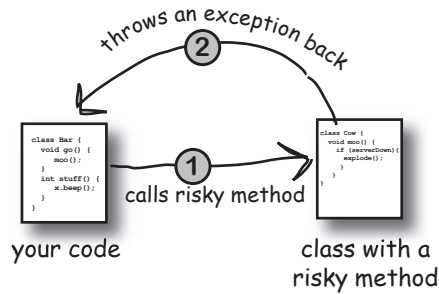 throws an exception back
2
class Bar {
void go() {
moo();
}
int stuff() {
x.beep();
}
}
1
calls risky method
class Cow {
void moo() {
if (serverDown){
explode();
}
}
}
your code
class with a
risky method